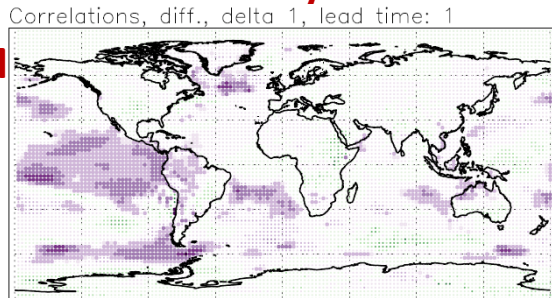 Correlations, diff., delta 1, lead time: 1